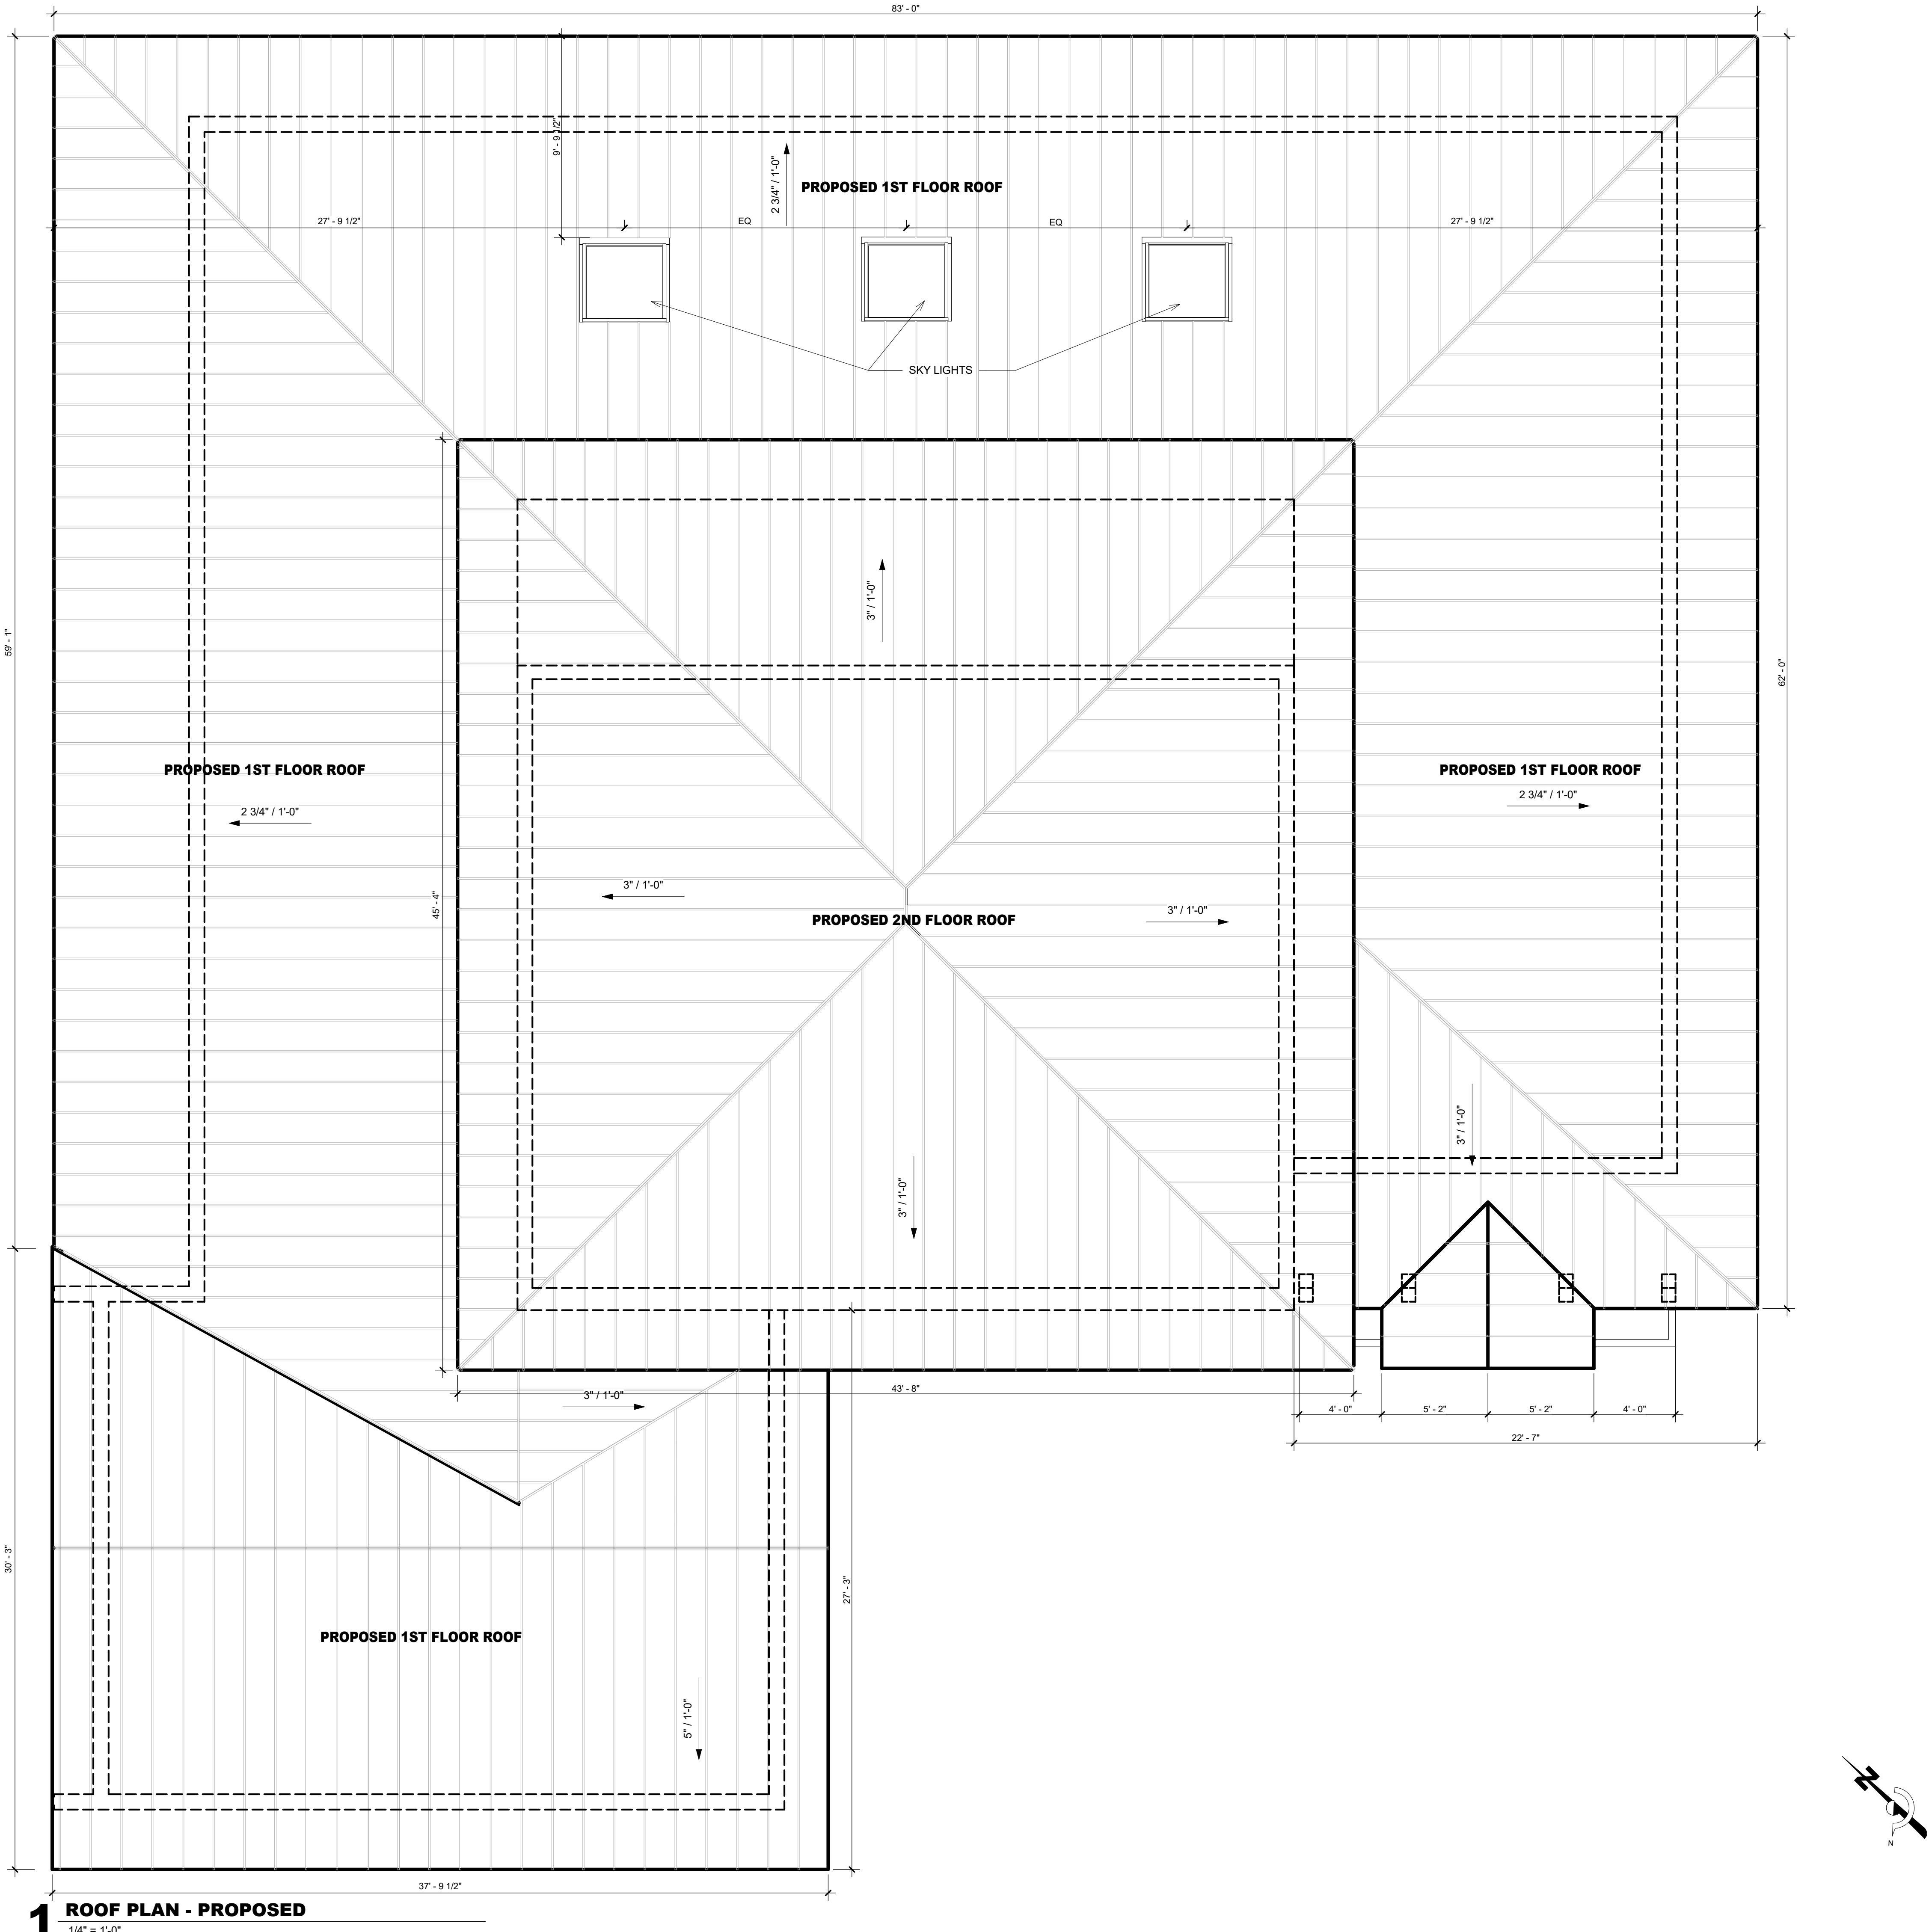 83' - 0"
9' - 9 1/2"
2 3/4" / 1'-0"
PROPOSED 1ST FLOOR ROOF
27' - 9 1/2"
EQ
EQ
27' - 9 1/2"
SKY LIGHTS
59' - 1"
3" / 1'-0"
62' - 0"
PROPOSED 1ST FLOOR ROOF
2 3/4" / 1'-0"
PROPOSED 1ST FLOOR ROOF
2 3/4" / 1'-0"
45' - 4"
3" / 1'-0"
PROPOSED 2ND FLOOR ROOF
3" / 1'-0"
3" / 1'-0"
3" / 1'-0"
43' - 8"
3" / 1'-0"
4' - 0"
5' - 2"
5' - 2"
4' - 0"
22' - 7"
30' - 3"
27' - 3"
PROPOSED 1ST FLOOR ROOF
5" / 1'-0"
N
N
37' - 9 1/2"
1
ROOF PLAN - PROPOSED
1/4" = 1'-0"